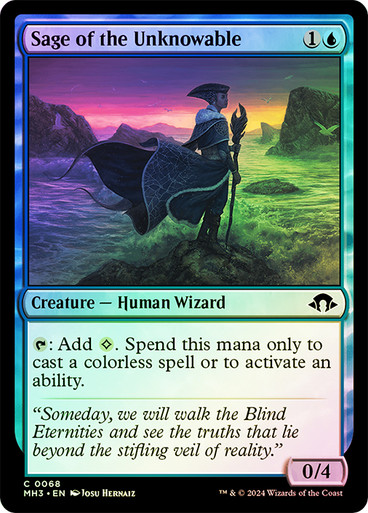 Sage of the Unknowable 1
Creature — Human Wizard
: Add . Spend this mana only to
cast a colorless spell or to activate an
ability.
“Someday, we will walk the Blind
Eternities and see the truths that lie
beyond the stifling veil of reality.”
0/4
C 0068
MH3 • EN Josu Hernaiz
™ & © 2024 Wizards of the Coast